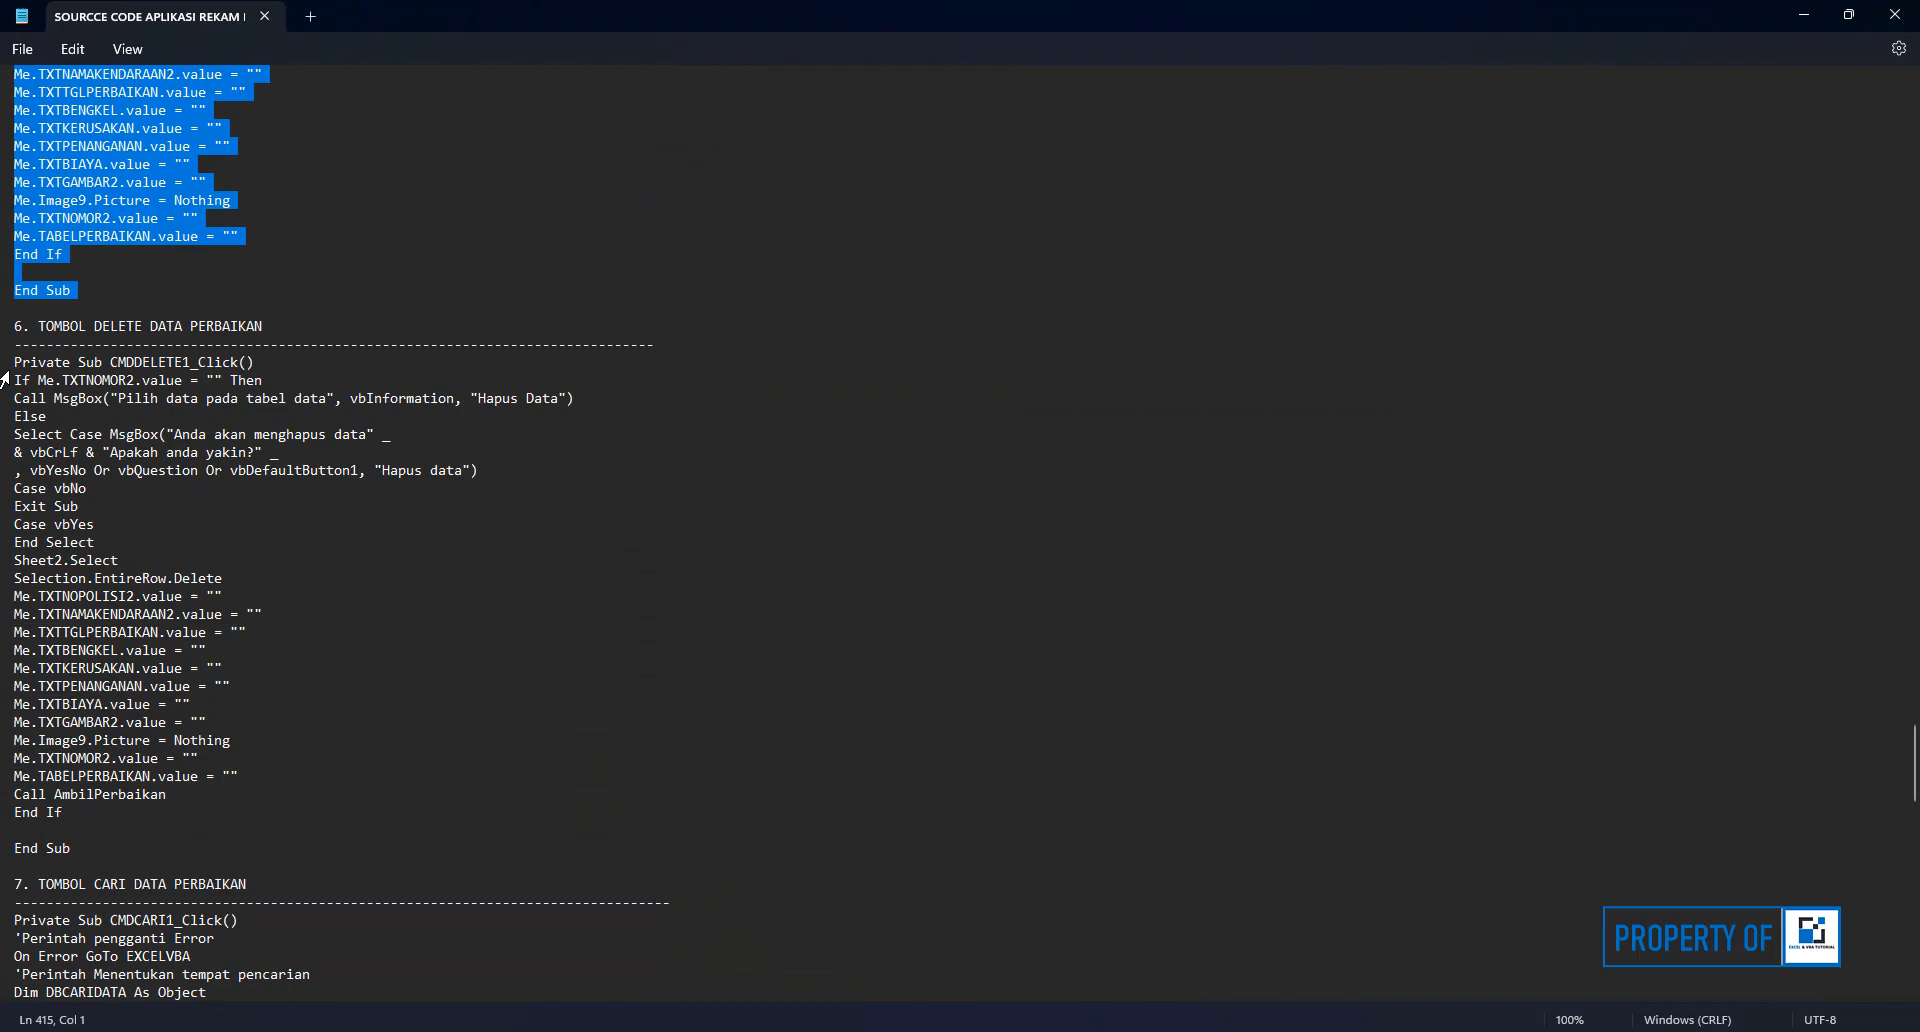 SOURCCE CODE APLIKASI REKAM
File Edit View
Me.TXTNAMAKENDARAAN2.value = ""
Me.TXTTGLPERBAIKAN.value = ""
Me.TXTBENGKEL.value = ""
Me.TXTKERUSAKAN.value = ""
Me.TXTPENANGANAN.value = ""
Me.TXTBIAYA.value = ""
Me.TXTGAMBAR2.value = ""
Me.Image9.Picture = Nothing
Me.TXTNOMOR2.value = ""
Me.TABELPERBAIKAN.value = ""
End If
End Sub
6. TOMBOL DELETE DATA PERBAIKAN
--------------------------------------------------------------------------------
Private Sub CMDDELETE1_Click()
If Me.TXTNOMOR2.value = "" Then
Call MsgBox("Pilih data pada tabel data", vbInformation, "Hapus Data")
Else
Select Case MsgBox("Anda akan menghapus data" _
& vbCrLf & "Apakah anda yakin?" _
, vbYesNo Or vbQuestion Or vbDefaultButton1, "Hapus data")
Case vbNo
Exit Sub
Case vbYes
End Select
Sheet2.Select
Selection.EntireRow.Delete
Me.TXTNOPOLISI2.value = ""
Me.TXTNAMAKENDARAAN2.value = ""
Me.TXTTGLPERBAIKAN.value = ""
Me.TXTBENGKEL.value = ""
Me.TXTKERUSAKAN.value = ""
Me.TXTPENANGANAN.value = ""
Me.TXTBIAYA.value = ""
Me.TXTGAMBAR2.value = ""
Me.Image9.Picture = Nothing
Me.TXTNOMOR2.value = ""
Me.TABELPERBAIKAN.value = ""
Call AmbilPerbaikan
End If
End Sub
7. TOMBOL CARI DATA PERBAIKAN
----------------------------------------------------------------------------------
Private Sub CMDCARI1_Click()
'Perintah pengganti Error
On Error GoTo EXCELVBA
'Perintah Menentukan tempat pencarian
Dim DBCARIDATA As Object
PROPERTY OF
EXCEL & VBA TUTORIAL
Ln 415, Col 1 100% Windows (CRLF) UTF-8